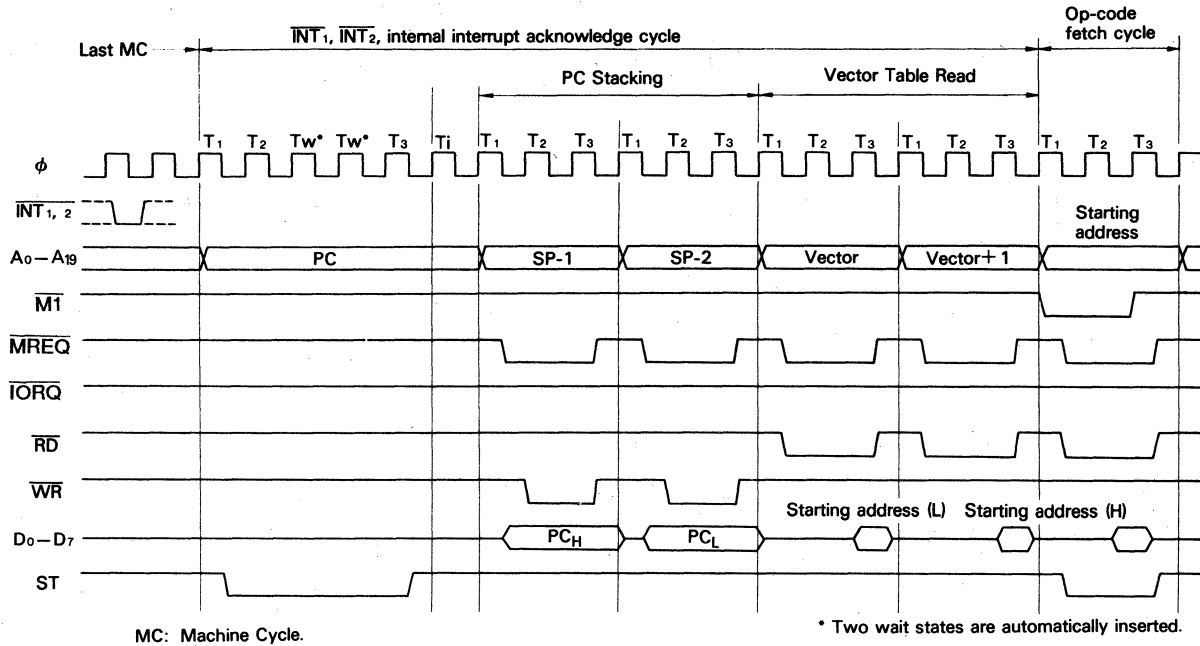 Last MC
INT1, INT2, internal interrupt acknowledge cycle
Op-code
fetch cycle
PC Stacking
Vector Table Read
T1 T2 Tw* Tw* T3 Ti T1 T2 T3 T1 T2 T3 T1 T2 T3 T1 T2 T3 T1 T2 T3
φ
INT1, 2
Starting
address
A0—A19
PC SP-1 SP-2 Vector Vector+1
M1
MREQ
IORQ
RD
WR
Starting address (L) Starting address (H)
D0—D7
PCH PCL
ST
MC: Machine Cycle.
* Two wait states are automatically inserted.